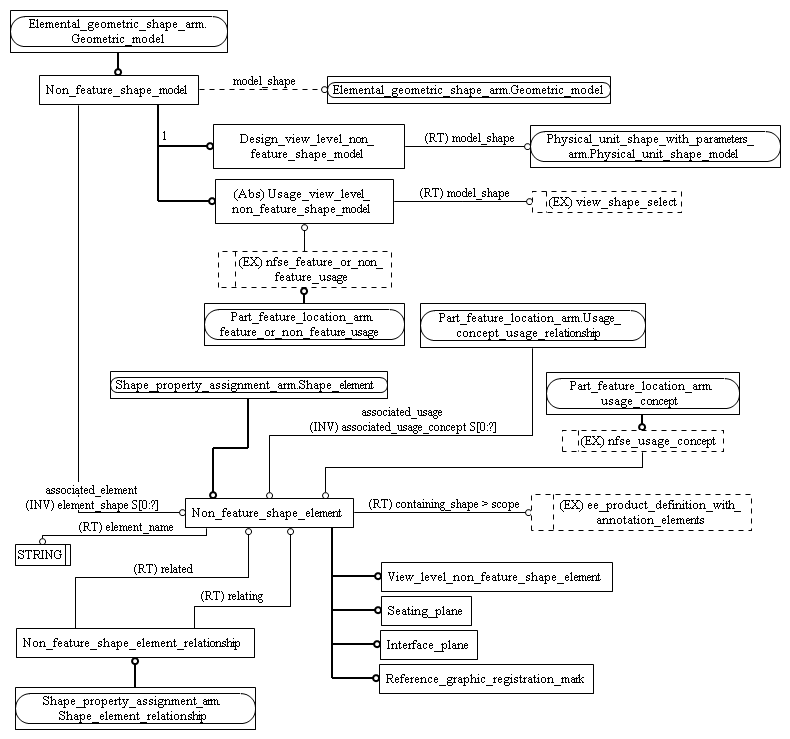 Elemental_geometric_shape_arm.
Geometric_model
Non_feature_shape_model
model_shape
Elemental_geometric_shape_arm.Geometric_model
1
Design_view_level_non_
feature_shape_model
(RT) model_shape
Physical_unit_shape_with_parameters_
arm.Physical_unit_shape_model
(Abs) Usage_view_level_
non_feature_shape_model
(RT) model_shape
(EX) view_shape_select
(EX) nfse_feature_or_non_
feature_usage
Part_feature_location_arm.
feature_or_non_feature_usage
Part_feature_location_arm.Usage_
concept_usage_relationship
Shape_property_assignment_arm.Shape_element
Part_feature_location_arm.
usage_concept
associated_usage
(INV) associated_usage_concept S[0:?]
(EX) nfse_usage_concept
associated_element
(INV) element_shape S[0:?]
Non_feature_shape_element
(RT) containing_shape > scope
(EX) ee_product_definition_with_
annotation_elements
(RT) element_name
STRING
(RT) related
(RT) relating
View_level_non_feature_shape_element
Seating_plane
Interface_plane
Reference_graphic_registration_mark
Non_feature_shape_element_relationship
Shape_property_assignment_arm.
Shape_element_relationship